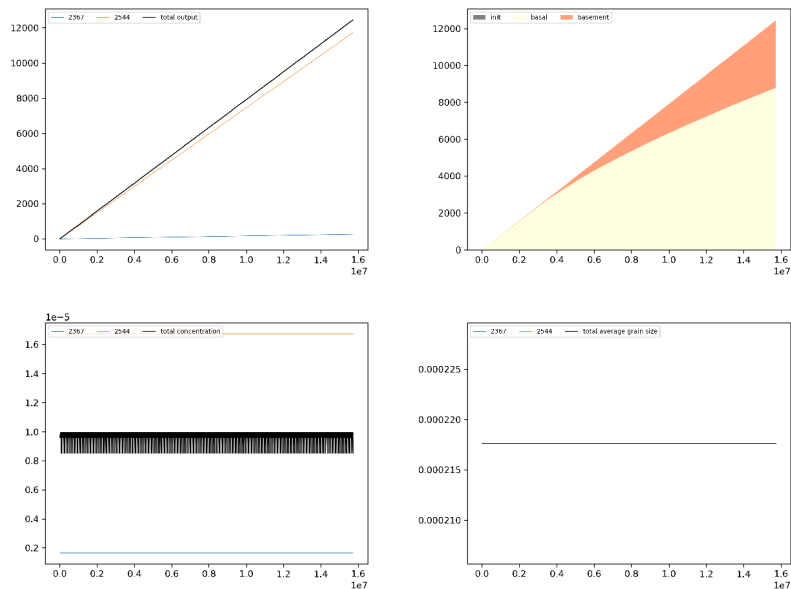 2367 2544 total output
12000
10000
8000
6000
4000
2000
0
0.0 0.2 0.4 0.6 0.8 1.0 1.2 1.4 1.6
1e7
init basal basement
12000
10000
8000
6000
4000
2000
0
0.0 0.2 0.4 0.6 0.8 1.0 1.2 1.4 1.6
1e7
1e−5
2367 2544 total concentration
1.6
1.4
1.2
1.0
0.8
0.6
0.4
0.2
0.0 0.2 0.4 0.6 0.8 1.0 1.2 1.4 1.6
1e7
2367 2544 total average grain size
0.000225
0.000220
0.000215
0.000210
0.0 0.2 0.4 0.6 0.8 1.0 1.2 1.4 1.6
1e7